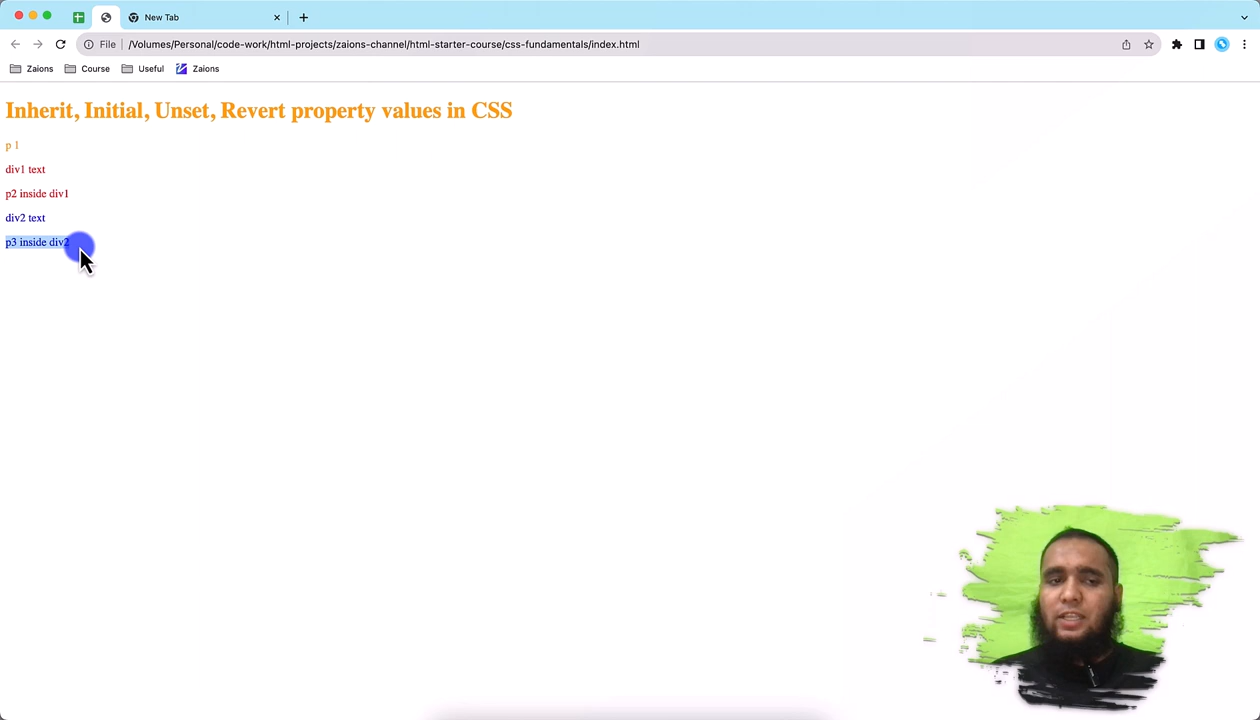 New Tab
File /Volumes/Personal/code-work/html-projects/zaions-channel/html-starter-course/css-fundamentals/index.html
Zaions Course Useful Zaions
Inherit, Initial, Unset, Revert property values in CSS
p 1
div1 text
p2 inside div1
div2 text
p3 inside div2